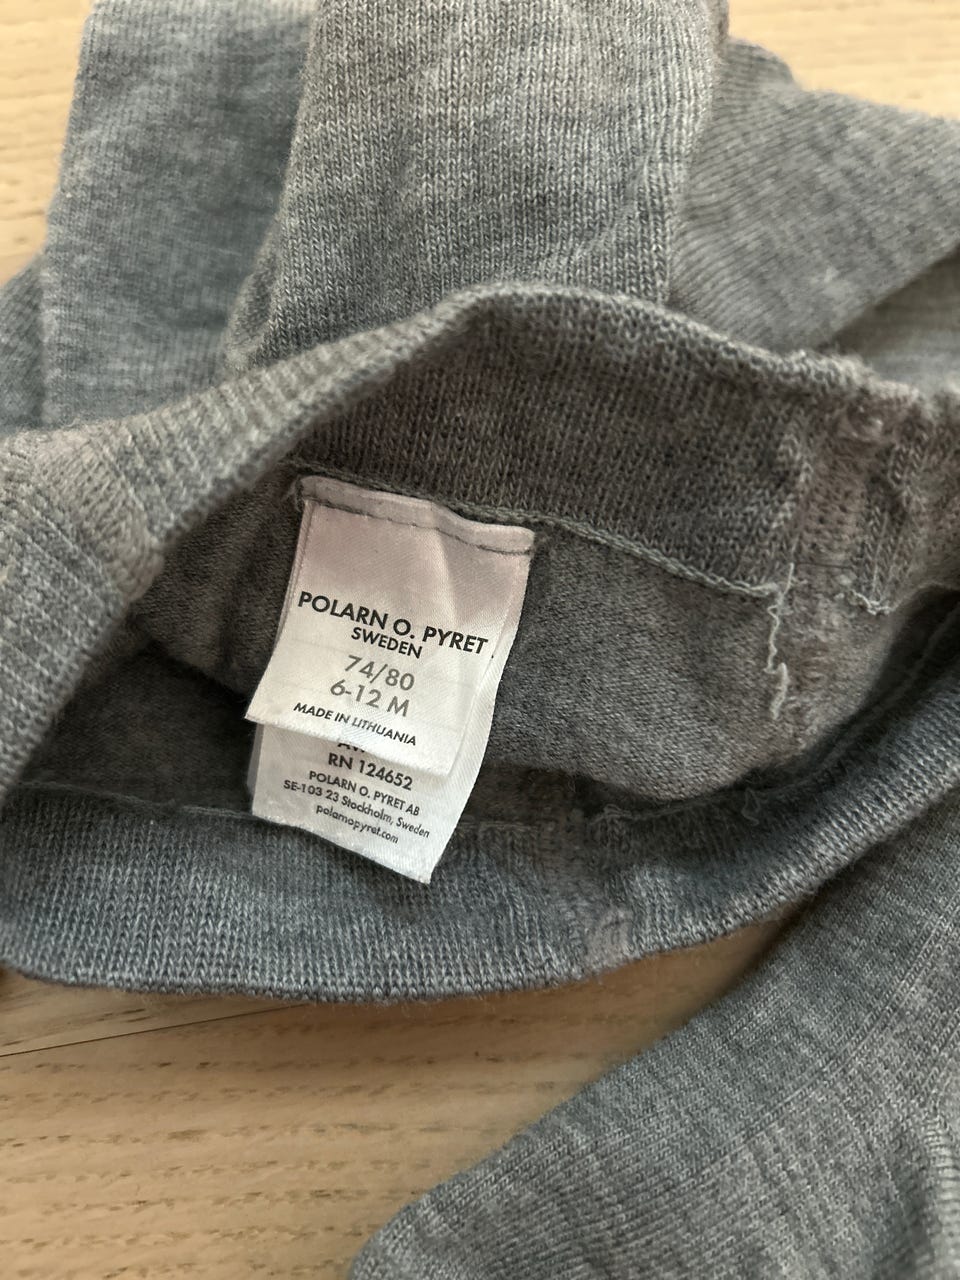 POLARN O. PYRET
SWEDEN
74/80
6-12 M
MADE IN LITHUANIA
RN 124652
POLARN O. PYRET AB
SE-103 23 Stockholm, Sweden
polarnopyret.com